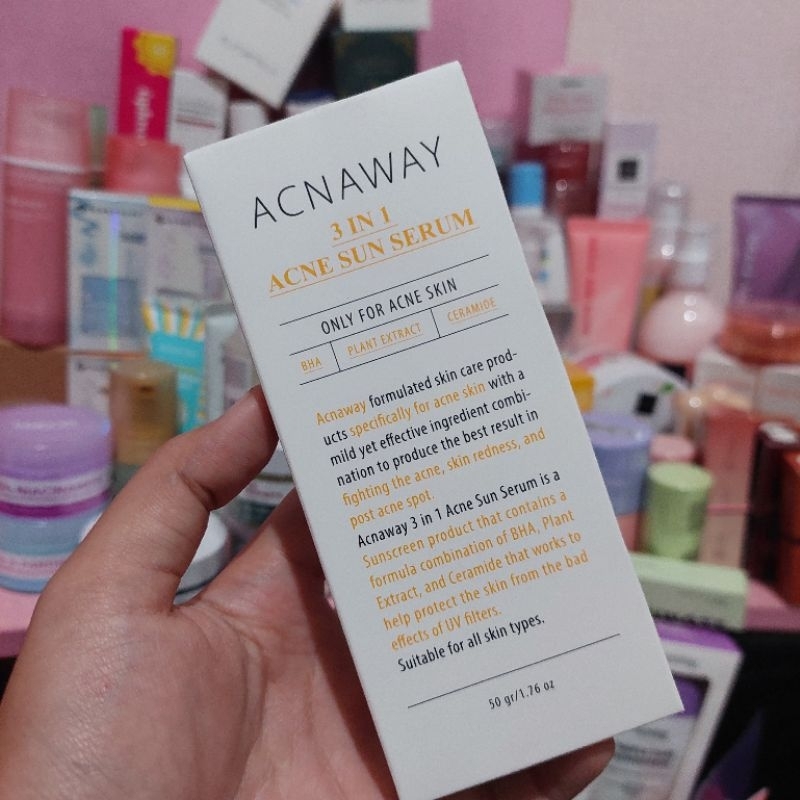 ACNAWAY
3 IN 1
ACNE SUN SERUM
ONLY FOR ACNE SKIN
BHA PLANT EXTRACT CERAMIDE
Acnaway formulated skin care prod-
ucts specifically for acne skin with a
mild yet effective ingredient combi-
nation to produce the best result in
fighting the acne, skin redness, and
post acne spot.
Acnaway 3 in 1 Acne Sun Serum is a
Sunscreen product that contains a
formula combination of BHA, Plant
Extract, and Ceramide that works to
help protect the skin from the bad
effects of UV filters.
Suitable for all skin types.
50 gr/1.76 oz